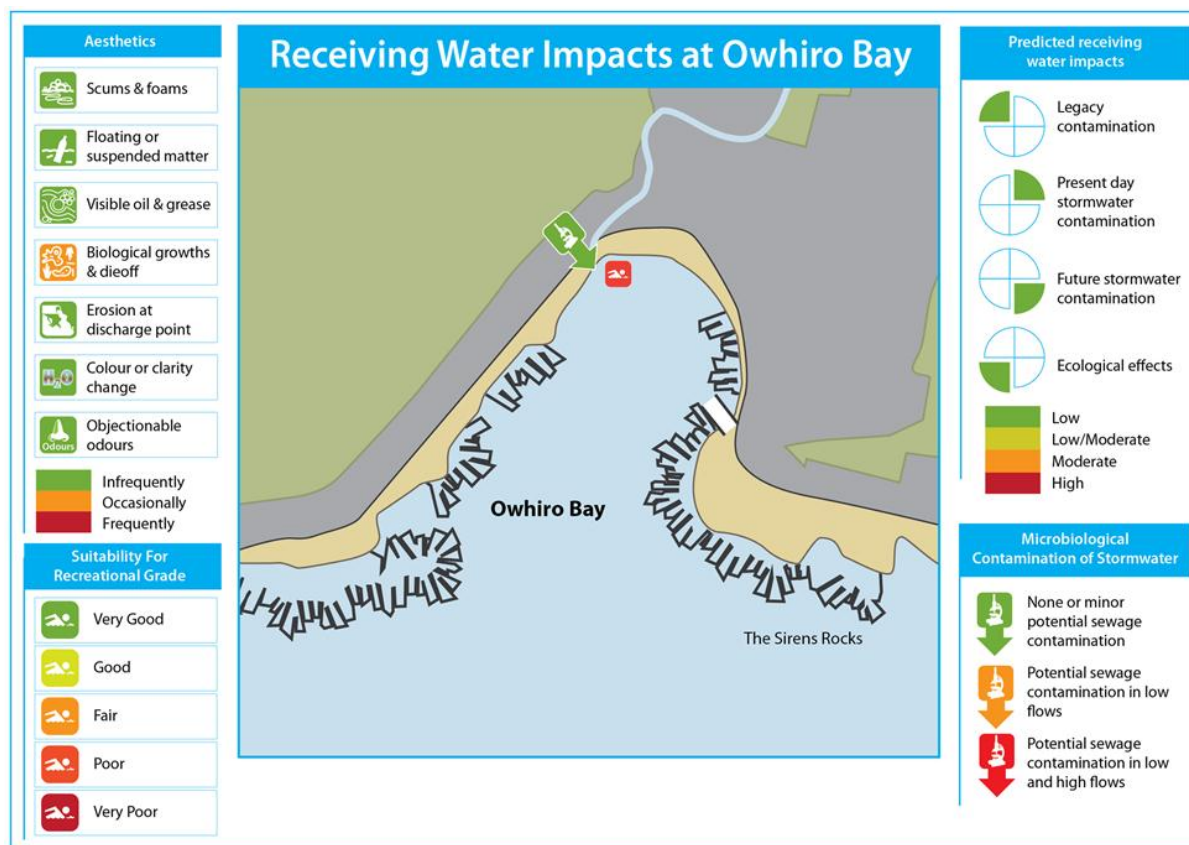 Aesthetics
Scums & foams
Floating or
suspended matter
Visible oil & grease
Biological growths
& dieoff
Erosion at
discharge point
H₂O
Colour or clarity
change
Odours
Objectionable
odours
Infrequently
Occasionally
Frequently
Suitability For
Recreational Grade
Very Good
Good
Fair
Poor
Very Poor
Receiving Water Impacts at Owhiro Bay
Owhiro Bay
The Sirens Rocks
Predicted receiving
water impacts
Legacy
contamination
Present day
stormwater
contamination
Future stormwater
contamination
Ecological effects
Low
Low/Moderate
Moderate
High
Microbiological
Contamination of Stormwater
None or minor
potential sewage
contamination
Potential sewage
contamination in low
flows
Potential sewage
contamination in low
and high flows